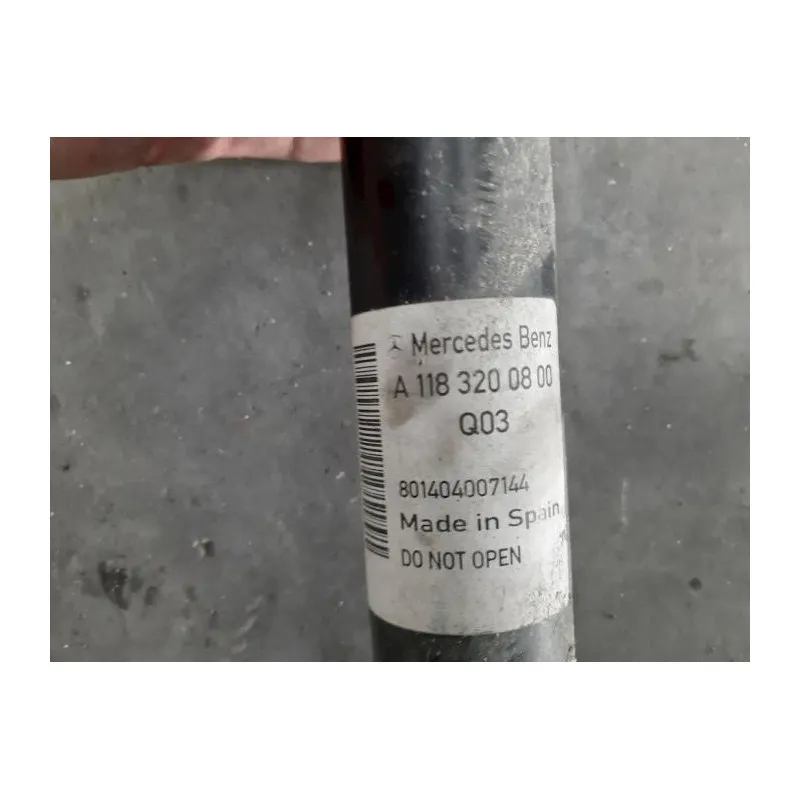 Mercedes Benz
A 118 320 08 00
Q03
801404007144
Made in Spain
DO NOT OPEN